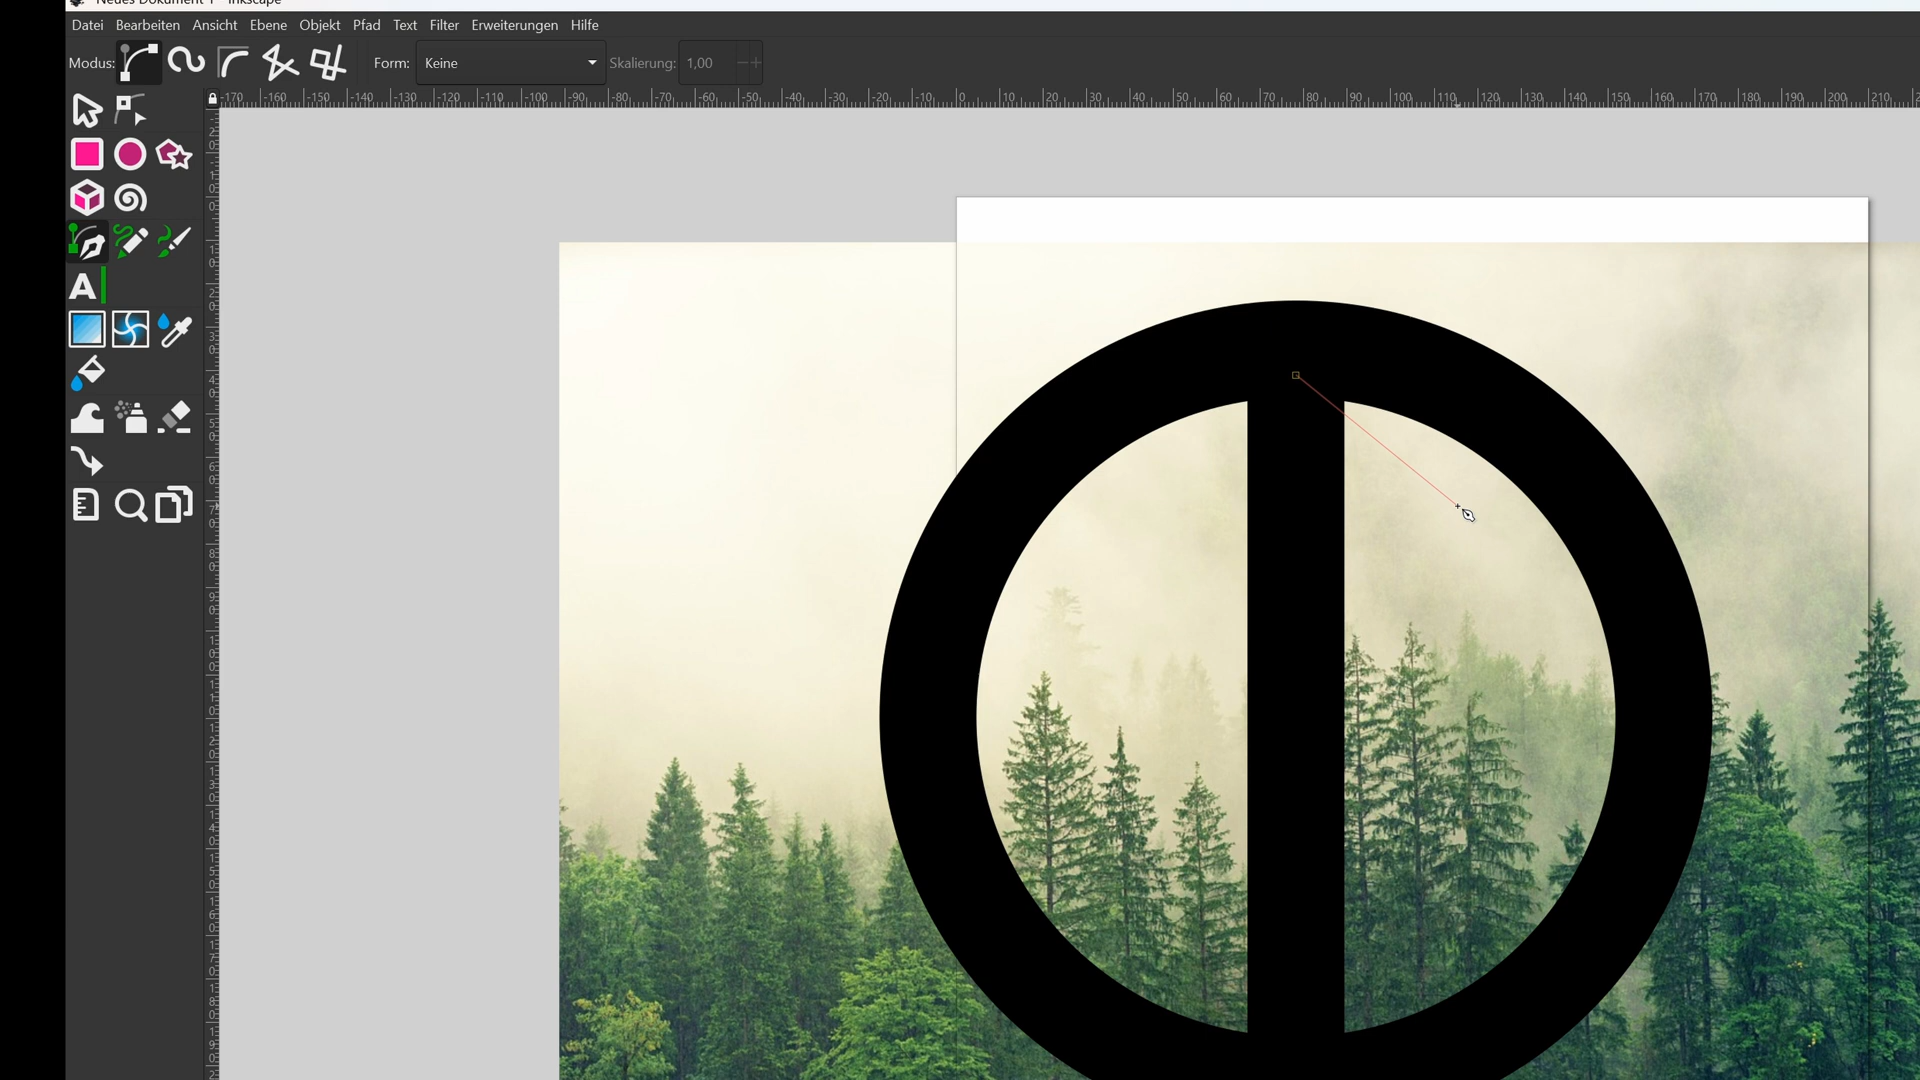 Neues Dokument 1 - Inkscape
Datei Bearbeiten Ansicht Ebene Objekt Pfad Text Filter Erweiterungen Hilfe
Modus: Form: Keine Skalierung: 1,00
-170 -160 -150 -140 -130 -120 -110 -100 -90 -80 -70 -60 -50 -40 -30 -20 -10 0 10 20 30 40 50 60 70 80 90 100 110 120 130 140 150 160 170 180 190 200 210